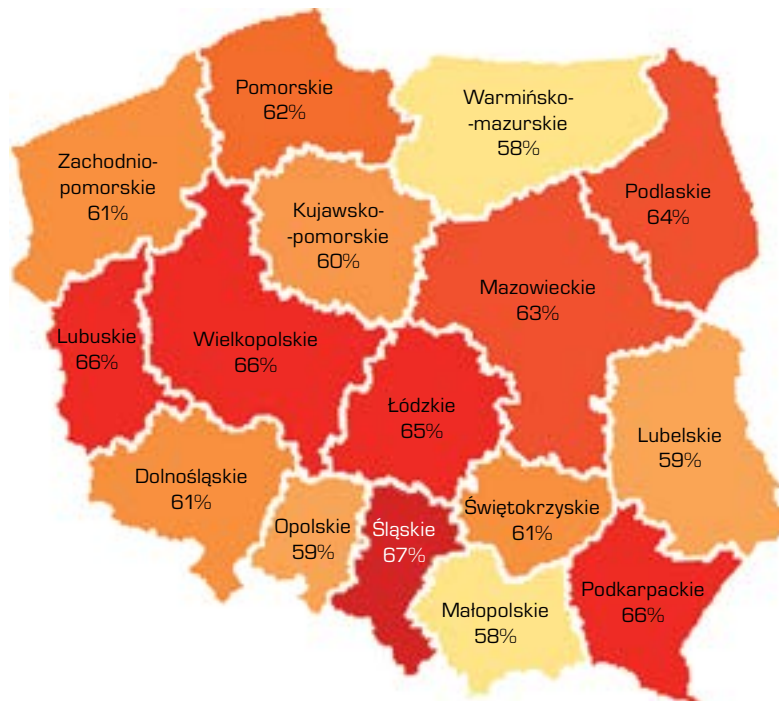 Pomorskie
62%
Warmińsko-
-mazurskie
58%
Zachodnio-
pomorskie
61%
Kujawsko-
-pomorskie
60%
Podlaskie
64%
Mazowieckie
63%
Lubuskie
66%
Wielkopolskie
66%
Łódzkie
65%
Lubelskie
59%
Dolnośląskie
61%
Opolskie
59%
Śląskie
67%
Świętokrzyskie
61%
Małopolskie
58%
Podkarpackie
66%